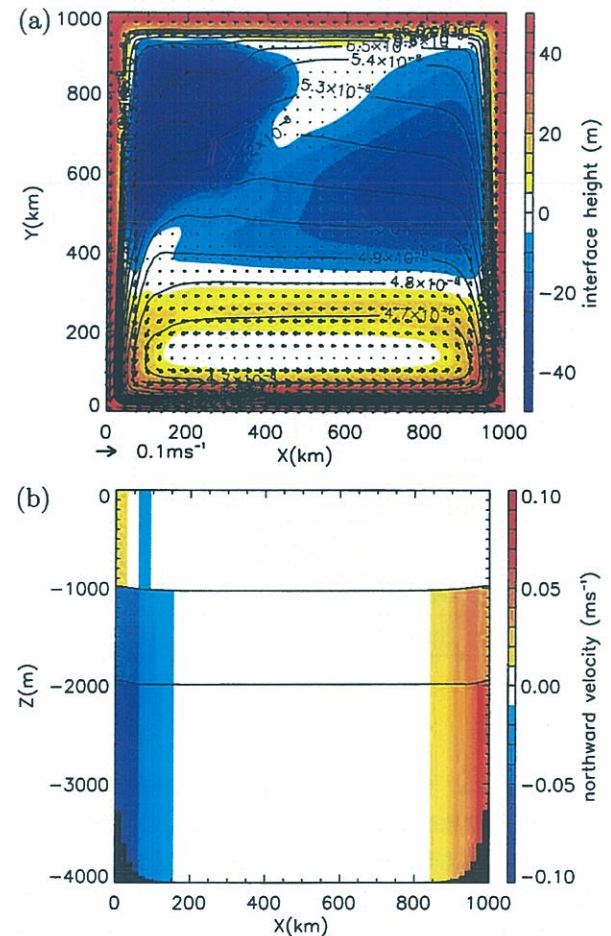 (a)
1000
800
600
400
200
0
Y(km)
5.4×10⁻⁸
5.3×10⁻⁸
4.9×10⁻⁸
4.8×10⁻⁸
4.7×10⁻⁸
0 200 400 600 800 1000
X(km)
→ 0.1ms⁻¹
40
20
0
−20
−40
interface height (m)
(b)
0
−1000
−2000
−3000
−4000
Z(m)
0 200 400 600 800 1000
X(km)
0.10
0.05
0.00
−0.05
−0.10
northward velocity (ms⁻¹)